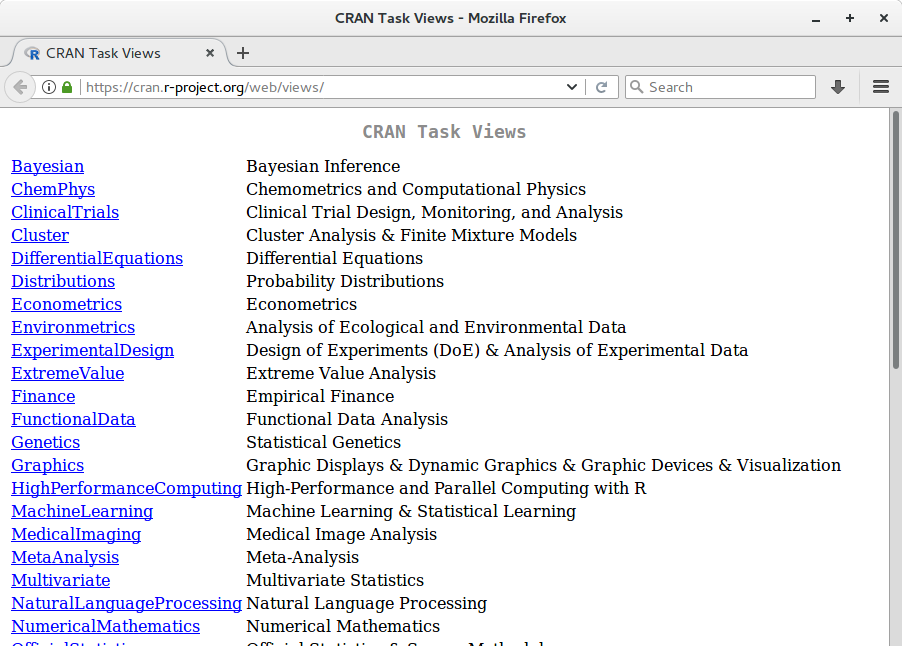 CRAN Task Views - Mozilla Firefox
CRAN Task Views
https://cran.r-project.org/web/views/ Search
CRAN Task Views
Bayesian Bayesian Inference
ChemPhys Chemometrics and Computational Physics
ClinicalTrials Clinical Trial Design, Monitoring, and Analysis
Cluster Cluster Analysis & Finite Mixture Models
DifferentialEquations Differential Equations
Distributions Probability Distributions
Econometrics Econometrics
Environmetrics Analysis of Ecological and Environmental Data
ExperimentalDesign Design of Experiments (DoE) & Analysis of Experimental Data
ExtremeValue Extreme Value Analysis
Finance Empirical Finance
FunctionalData Functional Data Analysis
Genetics Statistical Genetics
Graphics Graphic Displays & Dynamic Graphics & Graphic Devices & Visualization
HighPerformanceComputing High-Performance and Parallel Computing with R
MachineLearning Machine Learning & Statistical Learning
MedicalImaging Medical Image Analysis
MetaAnalysis Meta-Analysis
Multivariate Multivariate Statistics
NaturalLanguageProcessing Natural Language Processing
NumericalMathematics Numerical Mathematics